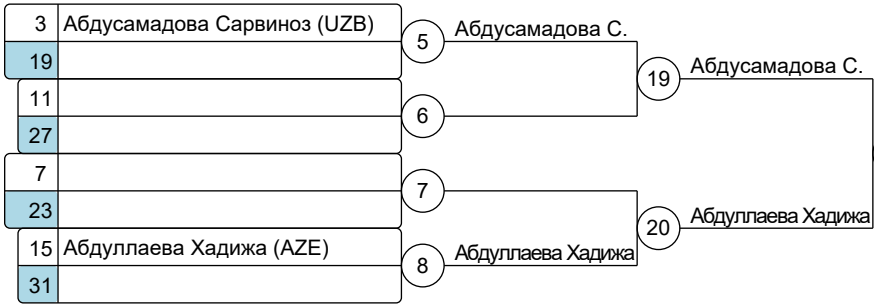 3 Абдусамадова Сарвиноз (UZB)
19
5 Абдусамадова С.
11
27
6
19 Абдусамадова С.
7
23
7
15 Абдуллаева Хадижа (AZE)
31
8 Абдуллаева Хадижа
20 Абдуллаева Хадижа